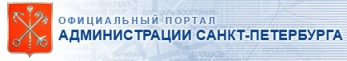 ОФИЦИАЛЬНЫЙ ПОРТАЛ
АДМИНИСТРАЦИИ САНКТ-ПЕТЕРБУРГА